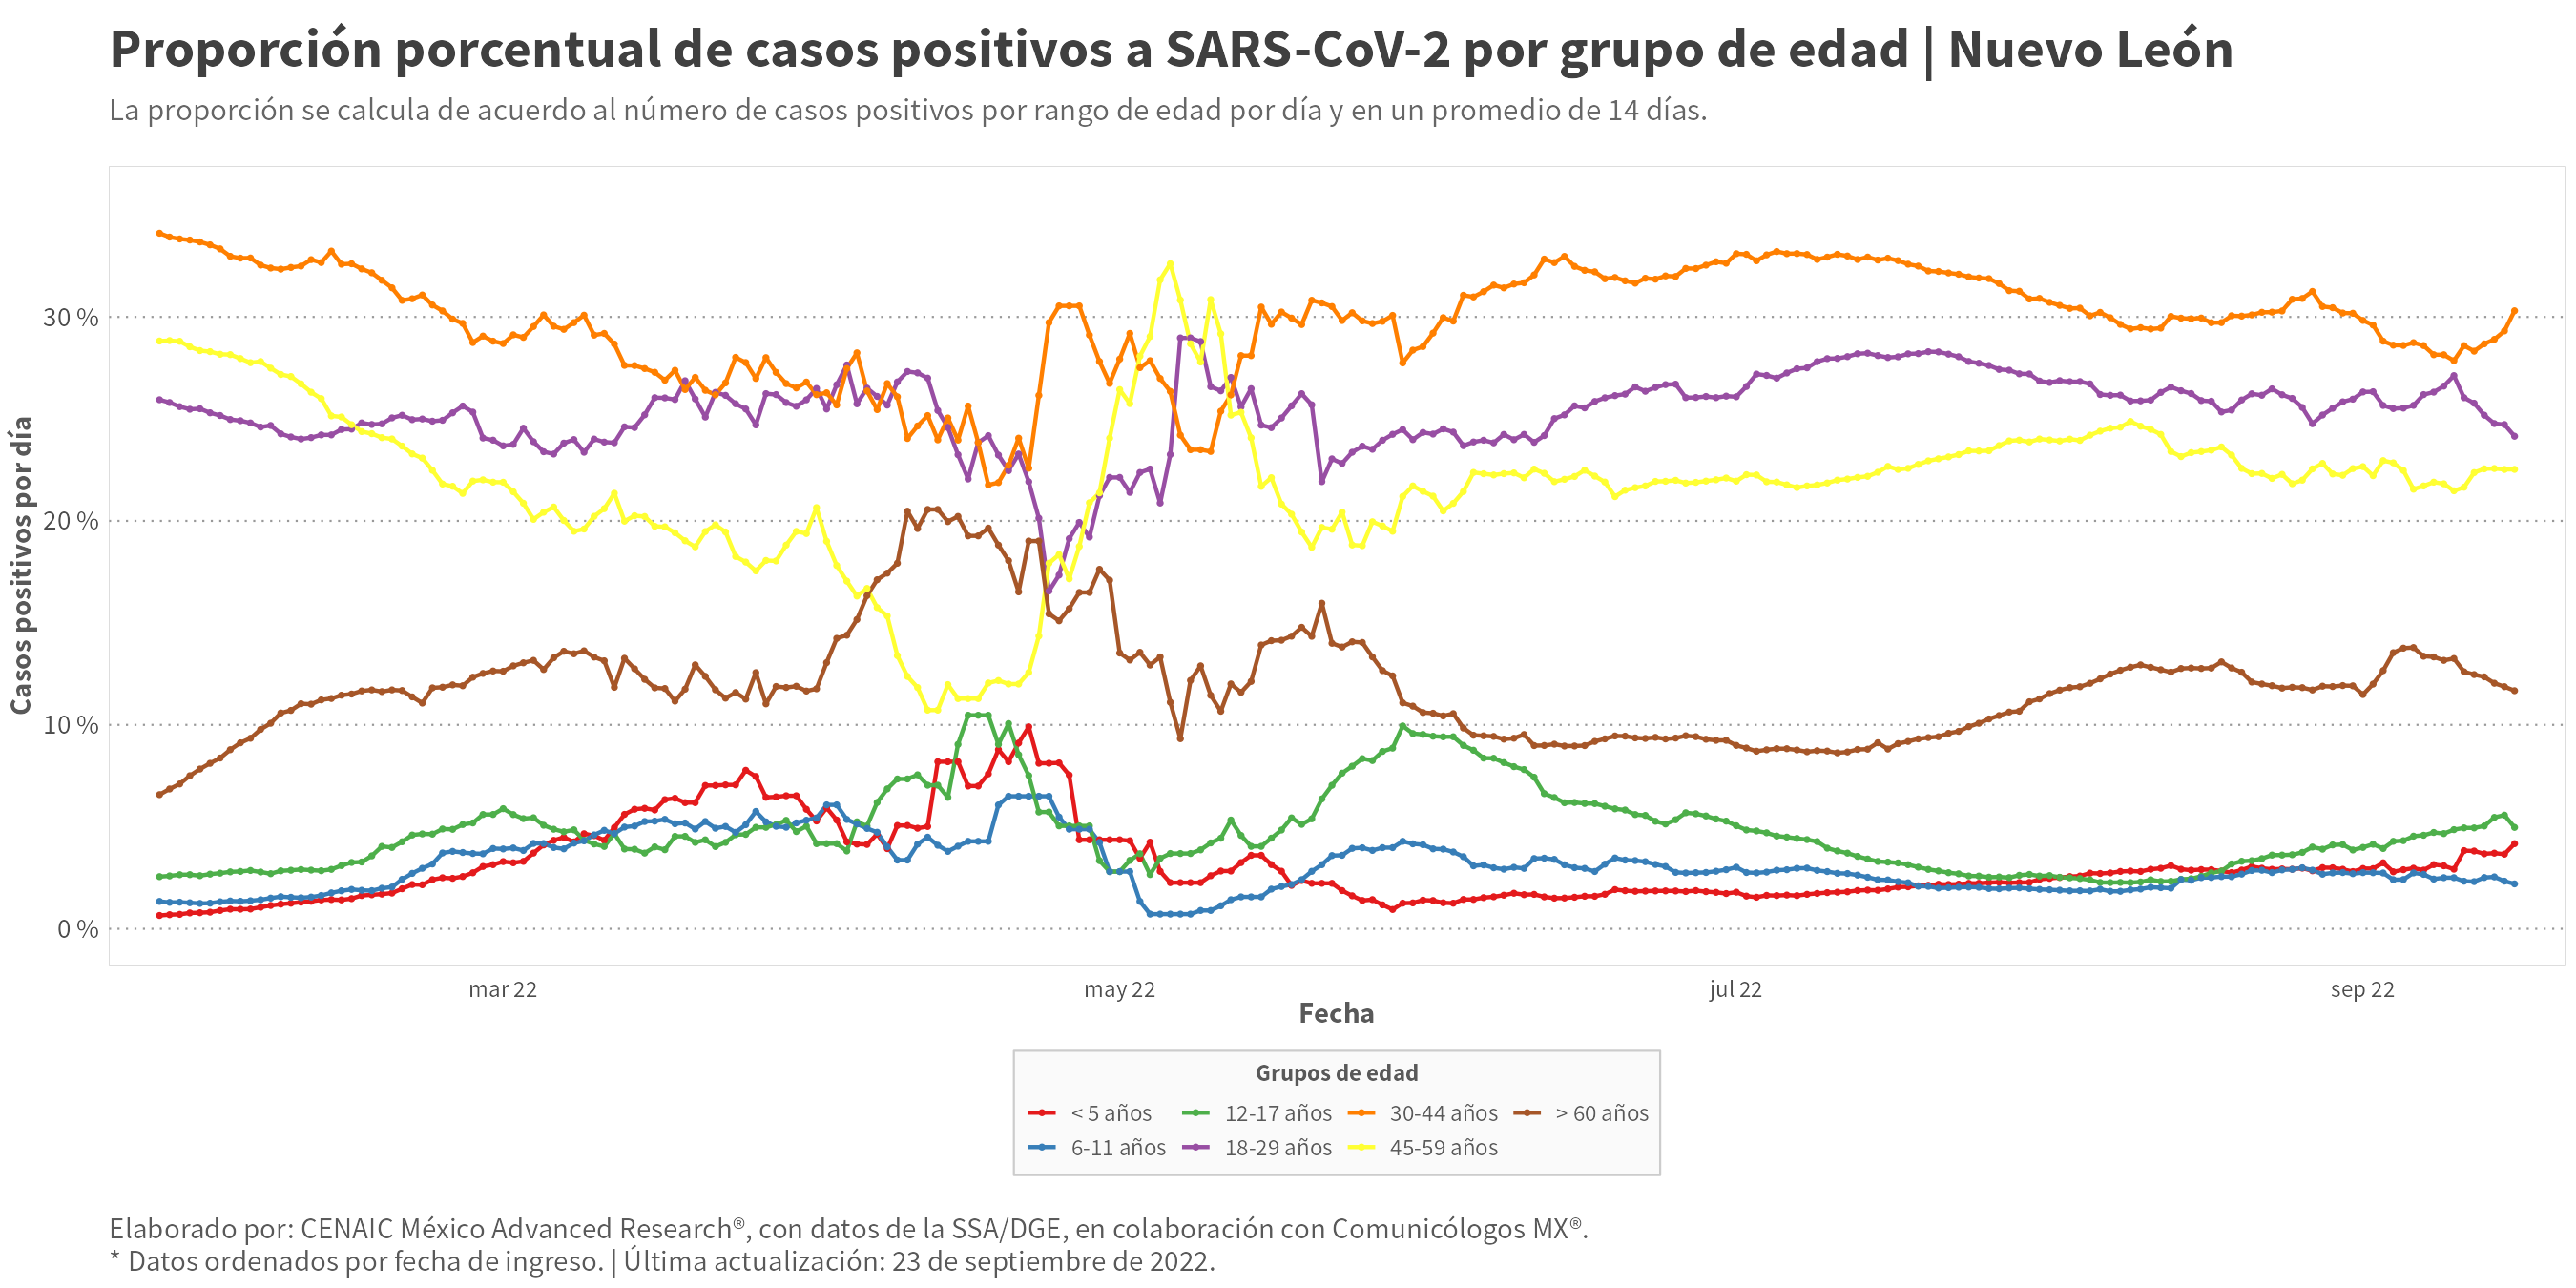 Proporción porcentual de casos positivos a SARS-CoV-2 por grupo de edad | Nuevo León
La proporción se calcula de acuerdo al número de casos positivos por rango de edad por día y en un promedio de 14 días.
Casos positivos por día
30 %
20 %
10 %
0 %
mar 22
may 22
jul 22
sep 22
Fecha
Grupos de edad
< 5 años
12-17 años
30-44 años
> 60 años
6-11 años
18-29 años
45-59 años
Elaborado por: CENAIC México Advanced Research®, con datos de la SSA/DGE, en colaboración con Comunicólogos MX®.
* Datos ordenados por fecha de ingreso. | Última actualización: 23 de septiembre de 2022.